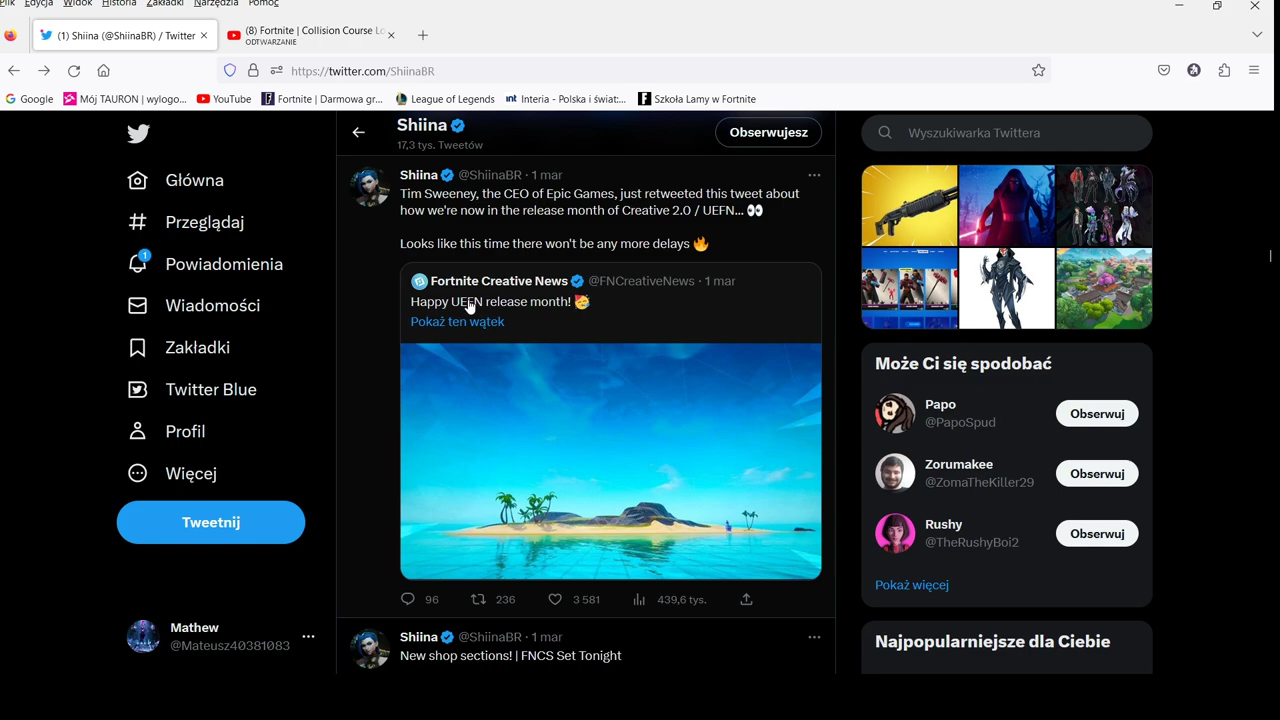 Plik Edycja Widok Historia Zakładki Narzędzia Pomoc
(1) Shiina (@ShiinaBR) / Twitter
(8) Fortnite | Collision Course Lo
ODTWARZANIE
https://twitter.com/ShiinaBR
Google
Mój TAURON | wylogo...
YouTube
Fortnite | Darmowa gr...
League of Legends
Interia - Polska i świat:...
Szkoła Lamy w Fortnite
Główna
Przeglądaj
1
Powiadomienia
Wiadomości
Zakładki
Twitter Blue
Profil
Więcej
Tweetnij
Mathew
@Mateusz40381083
Shiina
17,3 tys. Tweetów
Obserwujesz
Shiina @ShiinaBR · 1 mar
Tim Sweeney, the CEO of Epic Games, just retweeted this tweet about
how we're now in the release month of Creative 2.0 / UEFN... 👀
Looks like this time there won't be any more delays 🔥
Fortnite Creative News @FNCreativeNews · 1 mar
Happy UEFN release month! 🥳
Pokaż ten wątek
96 236 3 581 439,6 tys.
Shiina @ShiinaBR · 1 mar
New shop sections! | FNCS Set Tonight
Wyszukiwarka Twittera
Może Ci się spodobać
Papo
@PapoSpud
Obserwuj
Zorumakee
@ZomaTheKiller29
Obserwuj
Rushy
@TheRushyBoi2
Obserwuj
Pokaż więcej
Najpopularniejsze dla Ciebie